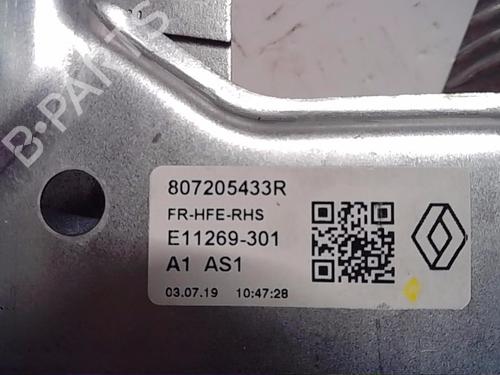 B-PARTS
807205433R
FR-HFE-RHS
E11269-301
A1 AS1
03.07.19 10:47:28